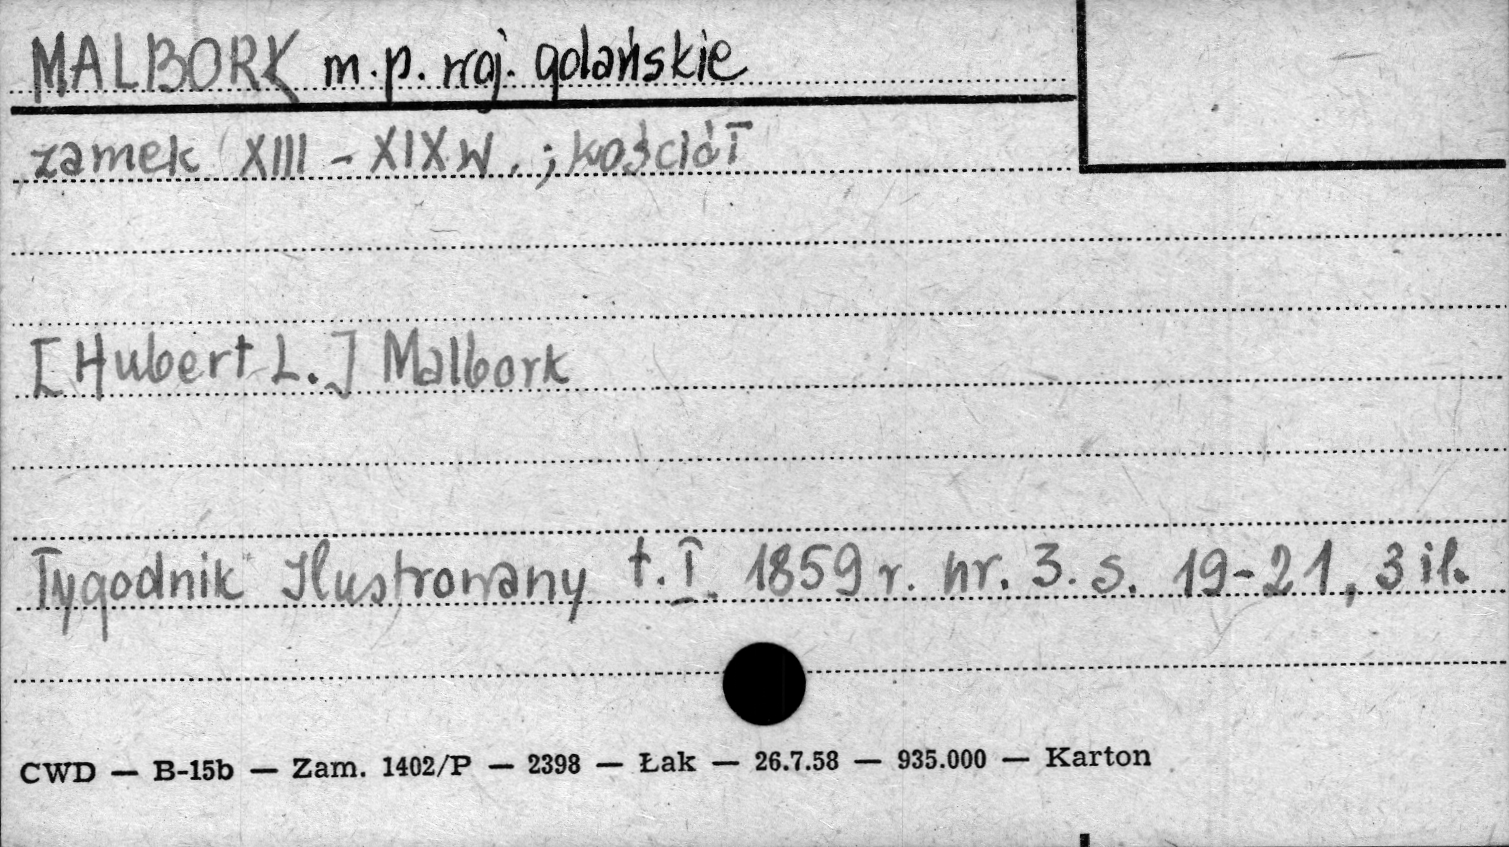 MALBORK m.p. woj. gdańskie
zamek XIII - XIX w. ; kościół
[Hubert L.] Malbork
Tygodnik Ilustrowany t. I. 1859 r. nr. 3. s. 19-21, 3 il.
CWD — B-15b — Zam. 1402/P — 2398 — Łak — 26.7.58 — 935.000 — Karton